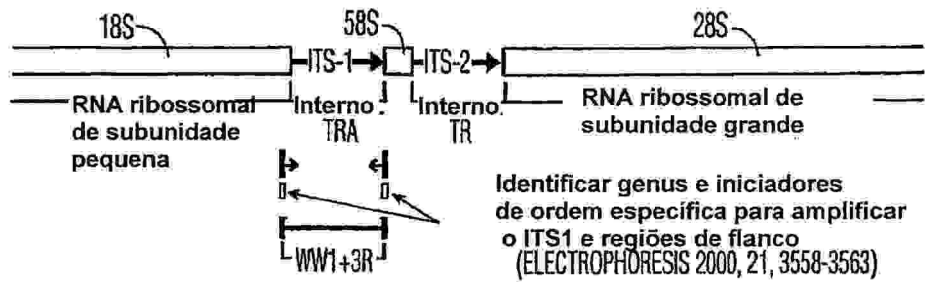 18S 58S 28S
ITS-1 ITS-2
RNA ribossomal Interno Interno RNA ribossomal de
de subunidade TRA TR subunidade grande
pequena
Identificar genus e iniciadores
de ordem específica para amplificar
o ITS1 e regiões de flanco
WW1+3R (ELECTROPHORESIS 2000, 21, 3558-3563)